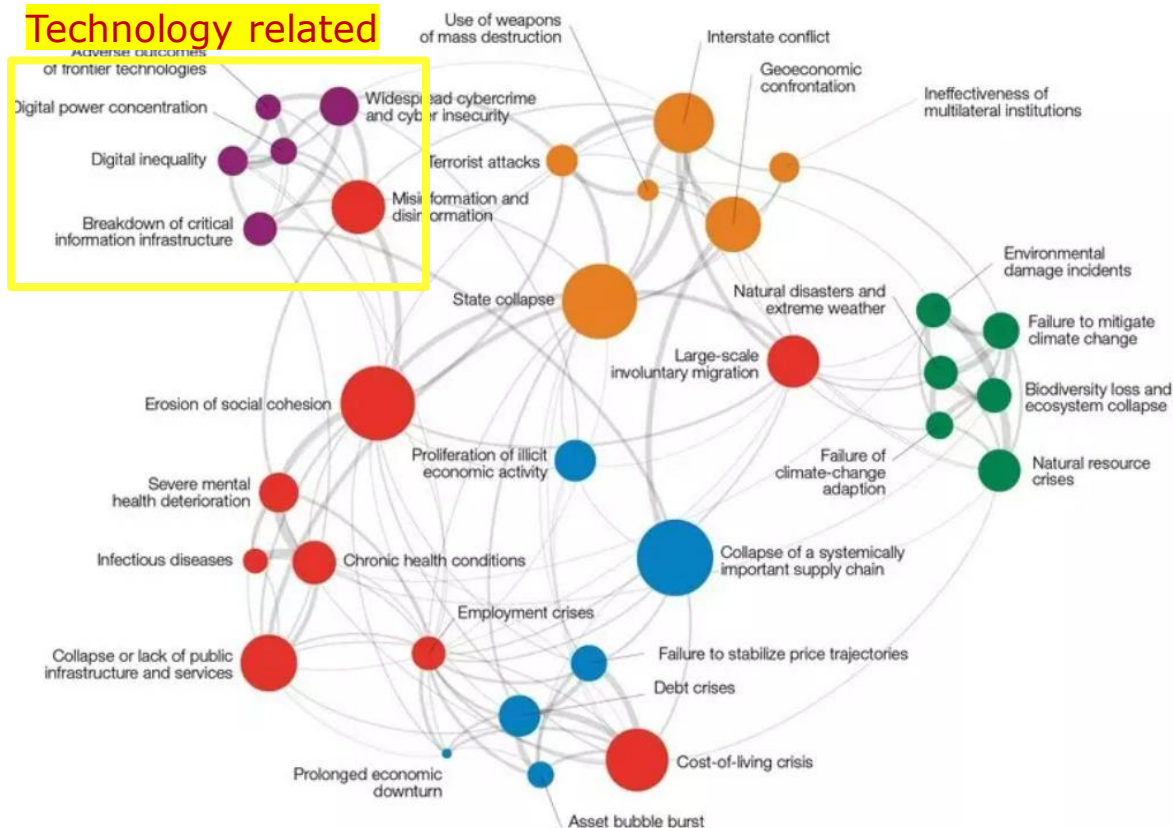 Technology related
Adverse outcomes
of frontier technologies
Digital power concentration
Digital inequality
Breakdown of critical
information infrastructure
Widespread cybercrime
and cyber insecurity
Misinformation and
disinformation
Use of weapons
of mass destruction
Interstate conflict
Geoeconomic
confrontation
Ineffectiveness of
multilateral institutions
Terrorist attacks
State collapse
Natural disasters and
extreme weather
Environmental
damage incidents
Failure to mitigate
climate change
Large-scale
involuntary migration
Biodiversity loss and
ecosystem collapse
Erosion of social cohesion
Proliferation of illicit
economic activity
Failure of
climate-change
adaption
Natural resource
crises
Severe mental
health deterioration
Infectious diseases
Chronic health conditions
Collapse of a systemically
important supply chain
Employment crises
Collapse or lack of public
infrastructure and services
Failure to stabilize price trajectories
Debt crises
Cost-of-living crisis
Prolonged economic
downturn
Asset bubble burst